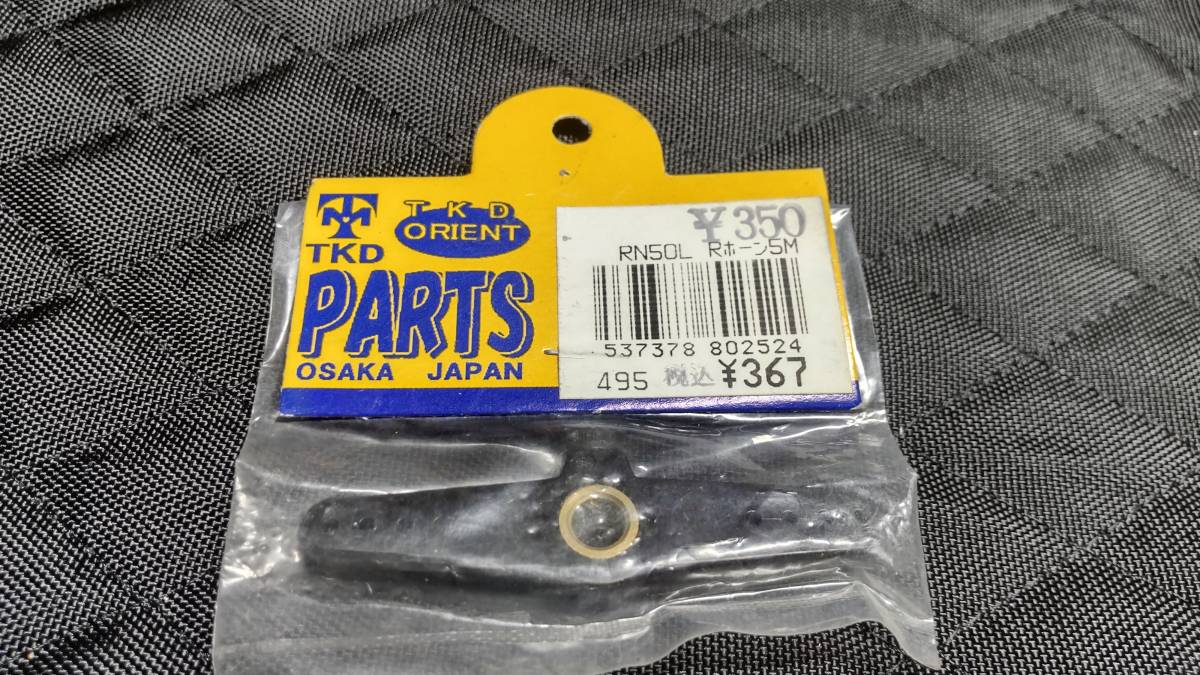 TM
TKD
TKD
ORIENT
PARTS
OSAKA JAPAN
¥350
RN50L Rホーン5M
537378 802524
495 税込 ¥367